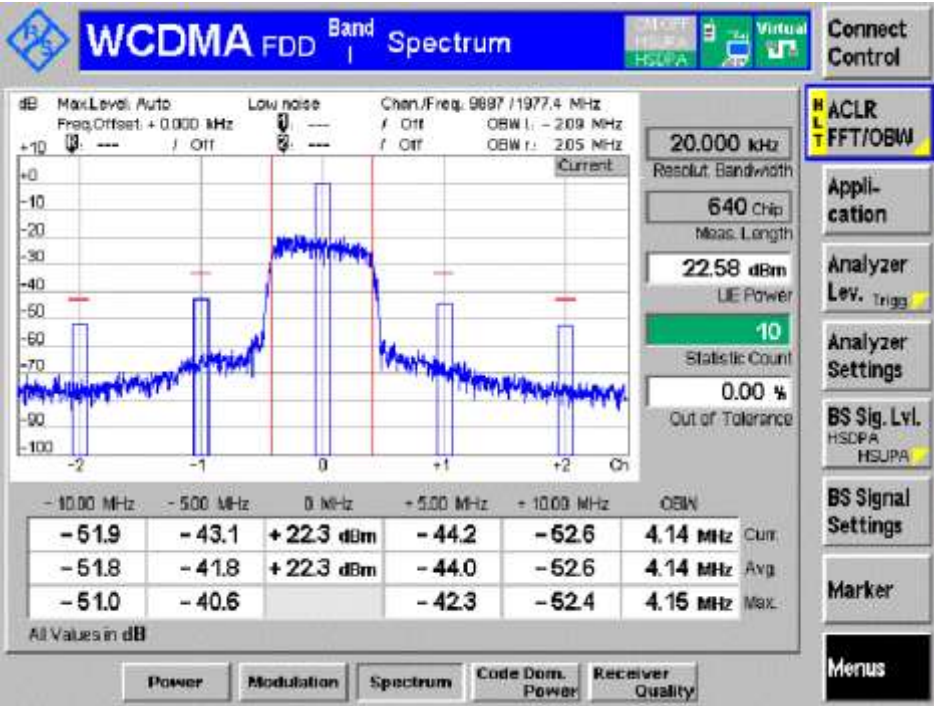 R&S
WCDMA FDD Band I Spectrum
HSUPA
HSDPA
Virtual
Connect Control
dB Max.Level: Auto Low noise Chan./Freq.: 9887 / 1977.4 MHz
Freq.Offset: + 0.000 kHz 1: --- / Off OBW l.: - 2.09 MHz
R: --- / Off 2: --- / Off OBW r.: 2.05 MHz
Current
+10
+0
-10
-20
-30
-40
-50
-60
-70
-90
-100
-2 -1 0 +1 +2 Ch
20.000 kHz
Resolut. Bandwidth
640 Chip
Meas. Length
22.58 dBm
UE Power
10
Statistic Count
0.00 %
Out of Tolerance
- 10.00 MHz - 5.00 MHz 0 MHz + 5.00 MHz + 10.00 MHz OBW
- 51.9 - 43.1 + 22.3 dBm - 44.2 - 52.6 4.14 MHz Curr.
- 51.8 - 41.8 + 22.3 dBm - 44.0 - 52.6 4.14 MHz Avg.
- 51.0 - 40.6 - 42.3 - 52.4 4.15 MHz Max.
All Values in dB
HLT
ACLR
FFT/OBW
Appli-
cation
Analyzer
Lev. Trigg.
Analyzer
Settings
BS Sig. Lvl.
HSDPA
HSUPA
BS Signal
Settings
Marker
Menus
Power Modulation Spectrum Code Dom. Power Receiver Quality